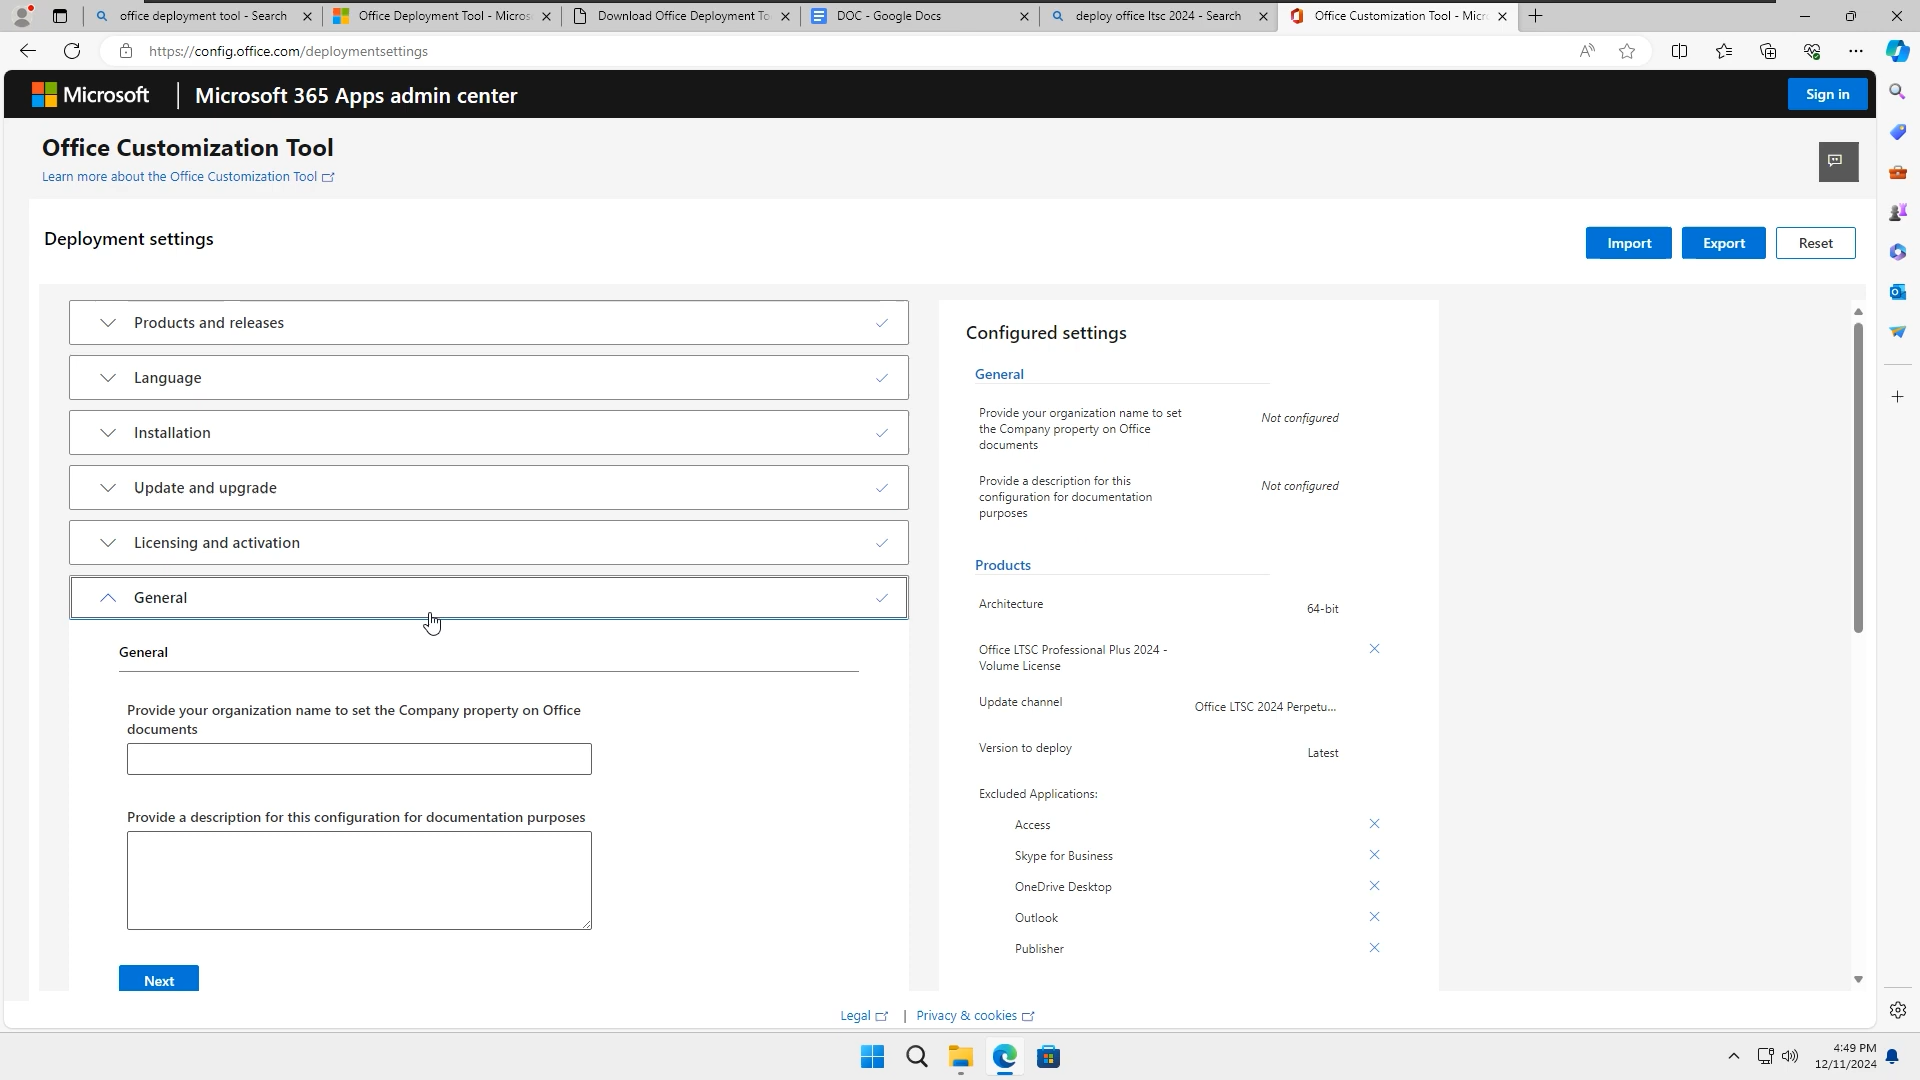 office deployment tool - Search
Office Deployment Tool - Micros
Download Office Deployment To
DOC - Google Docs
deploy office ltsc 2024 - Search
Office Customization Tool - Micr
https://config.office.com/deploymentsettings
Microsoft
Microsoft 365 Apps admin center
Sign in
Office Customization Tool
Learn more about the Office Customization Tool
Deployment settings
Import
Export
Reset
Products and releases
Language
Installation
Update and upgrade
Licensing and activation
General
General
Provide your organization name to set the Company property on Office
documents
Provide a description for this configuration for documentation purposes
Next
Configured settings
General
Provide your organization name to set
the Company property on Office
documents
Not configured
Provide a description for this
configuration for documentation
purposes
Not configured
Products
Architecture
64-bit
Office LTSC Professional Plus 2024 -
Volume License
Update channel
Office LTSC 2024 Perpetu...
Version to deploy
Latest
Excluded Applications:
Access
Skype for Business
OneDrive Desktop
Outlook
Publisher
Legal | Privacy & cookies
4:49 PM
12/11/2024